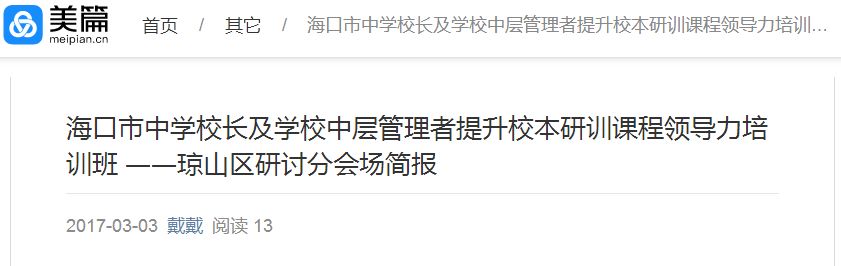 美篇
meipian.cn
首页 / 其它 / 海口市中学校长及学校中层管理者提升校本研训课程领导力培训...
海口市中学校长及学校中层管理者提升校本研训课程领导力培
训班 ——琼山区研讨分会场简报
2017-03-03 戴戴 阅读 13